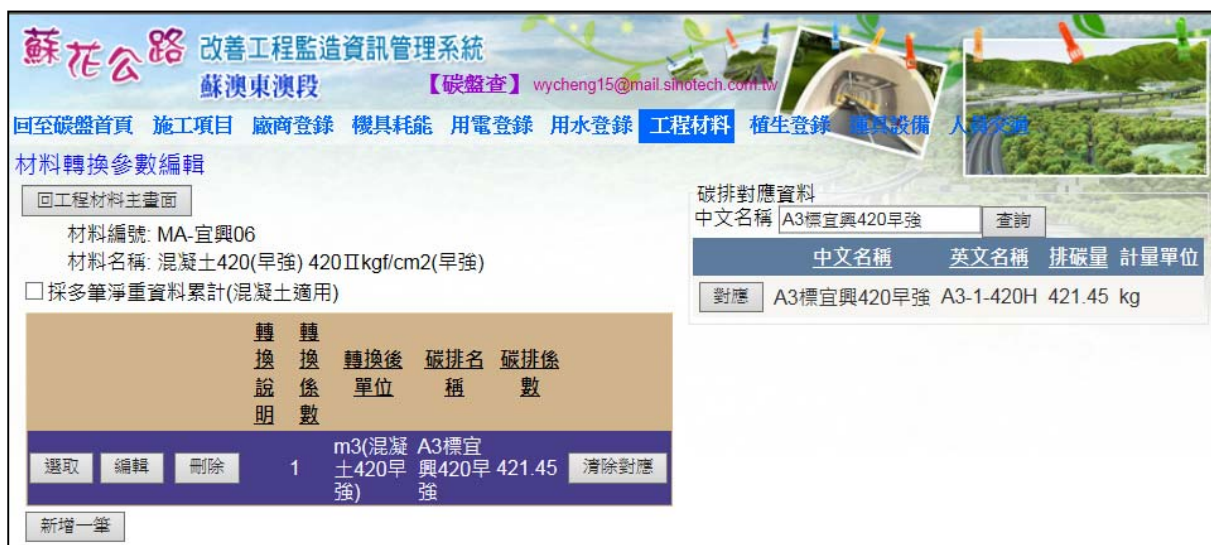 蘇花公路 改善工程監造資訊管理系統
蘇澳東澳段 【碳盤查】 wycheng15@mail.sinotech.com.tw
回至碳盤首頁 施工項目 廠商登錄 機具耗能 用電登錄 用水登錄 工程材料 植生登錄 運具設備 人員交通
材料轉換參數編輯
回工程材料主畫面
材料編號: MA-宜興06
材料名稱: 混凝土420(早強) 420Ⅱkgf/cm2(早強)
採多筆淨重資料累計(混凝土適用)
轉換說明 轉換係數 轉換後單位 碳排名稱 碳排係數
選取 編輯 刪除 1 m3(混凝土420早強) A3標宜興420早強 421.45 清除對應
新增一筆
碳排對應資料
中文名稱 A3標宜興420早強 查詢
中文名稱 英文名稱 排碳量 計量單位
對應 A3標宜興420早強 A3-1-420H 421.45 kg